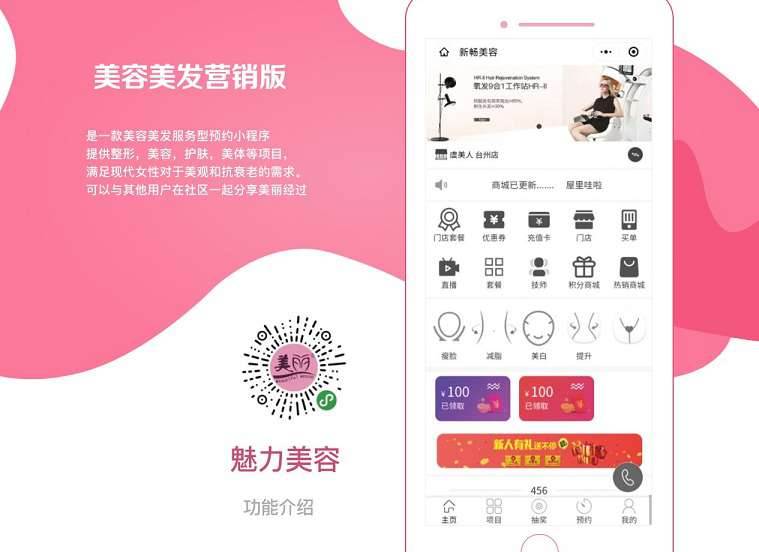 美容美发营销版
是一款美容美发服务型预约小程序
提供整形，美容，护肤，美体等项目，
满足现代女性对于美观和抗衰老的需求。
可以与其他用户在社区一起分享美丽经过
美丽
魅力美容
功能介绍
新畅美容
HR-II Hair Rejuvenation System
氧发9合1工作站HR-II
虞美人 台州店
商城已更新...... 屋里哇啦
门店套餐 优惠券 充值卡 门店 买单
直播 套餐 技师 积分商城 热销商城
瘦脸 减脂 美白 提升
¥ 100 ¥ 100
已领取 已领取
新人有礼送不停
456
主页 项目 抽奖 预约 我的